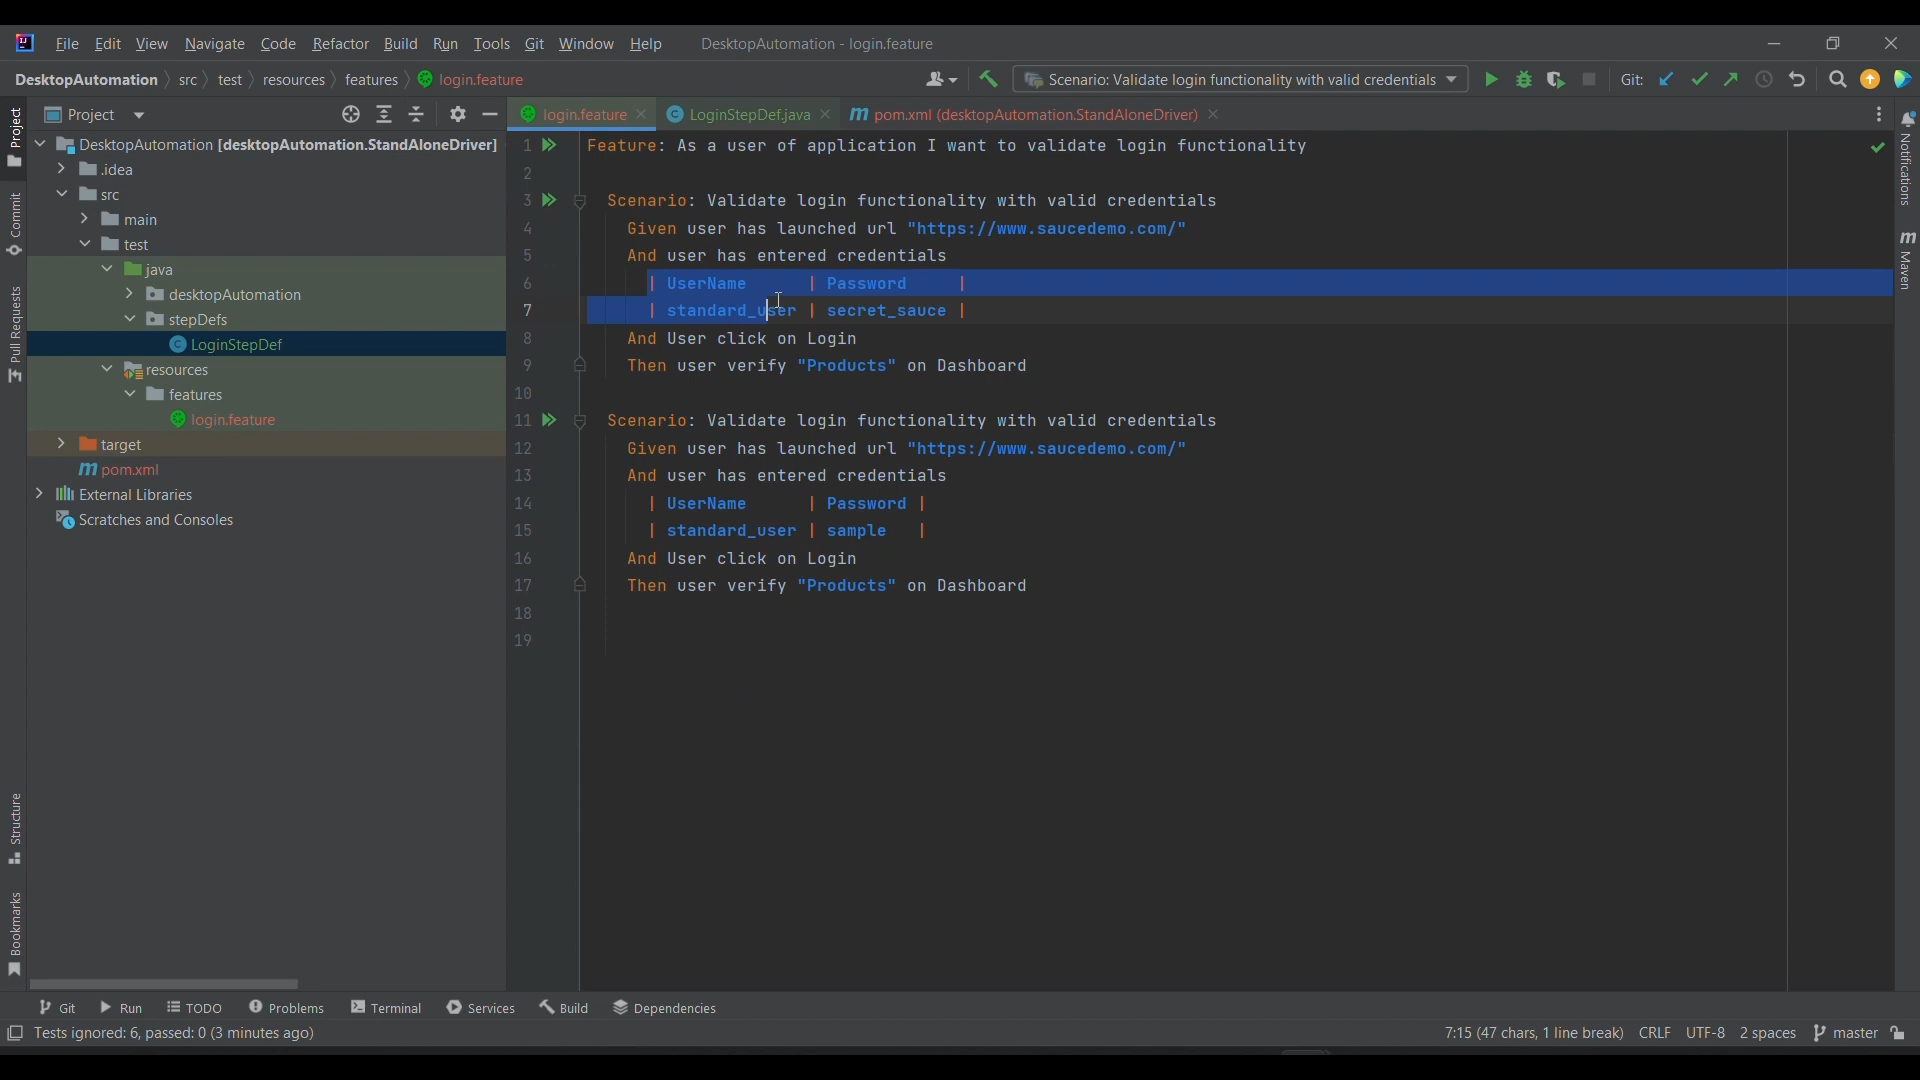 File Edit View Navigate Code Refactor Build Run Tools Git Window Help DesktopAutomation - login.feature
DesktopAutomation src test resources features login.feature Scenario: Validate login functionality with valid credentials Git:
Project login.feature LoginStepDef.java pom.xml (desktopAutomation.StandAloneDriver)
Project
Commit
Pull Requests
Structure
Bookmarks
DesktopAutomation [desktopAutomation.StandAloneDriver]
.idea
src
main
test
java
desktopAutomation
stepDefs
LoginStepDef
resources
features
login.feature
target
pom.xml
External Libraries
Scratches and Consoles
1 Feature: As a user of application I want to validate login functionality
2
3 Scenario: Validate login functionality with valid credentials
4 Given user has launched url "https://www.saucedemo.com/"
5 And user has entered credentials
6 | UserName | Password |
7 | standard_user | secret_sauce |
8 And User click on Login
9 Then user verify "Products" on Dashboard
10
11 Scenario: Validate login functionality with valid credentials
12 Given user has launched url "https://www.saucedemo.com/"
13 And user has entered credentials
14 | UserName | Password |
15 | standard_user | sample |
16 And User click on Login
17 Then user verify "Products" on Dashboard
18
19
Notifications
Maven
Git Run TODO Problems Terminal Services Build Dependencies
Tests ignored: 6, passed: 0 (3 minutes ago) 7:15 (47 chars, 1 line break) CRLF UTF-8 2 spaces master